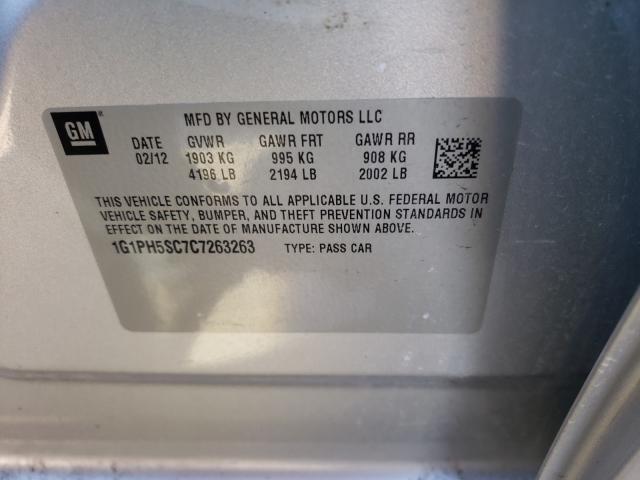 GM
MFD BY GENERAL MOTORS LLC
DATE GVWR GAWR FRT GAWR RR
02/12 1903 KG 995 KG 908 KG
4196 LB 2194 LB 2002 LB
THIS VEHICLE CONFORMS TO ALL APPLICABLE U.S. FEDERAL MOTOR
VEHICLE SAFETY, BUMPER, AND THEFT PREVENTION STANDARDS IN
EFFECT ON THE DATE OF MANUFACTURE SHOWN ABOVE.
1G1PH5SC7C7263263 TYPE: PASS CAR